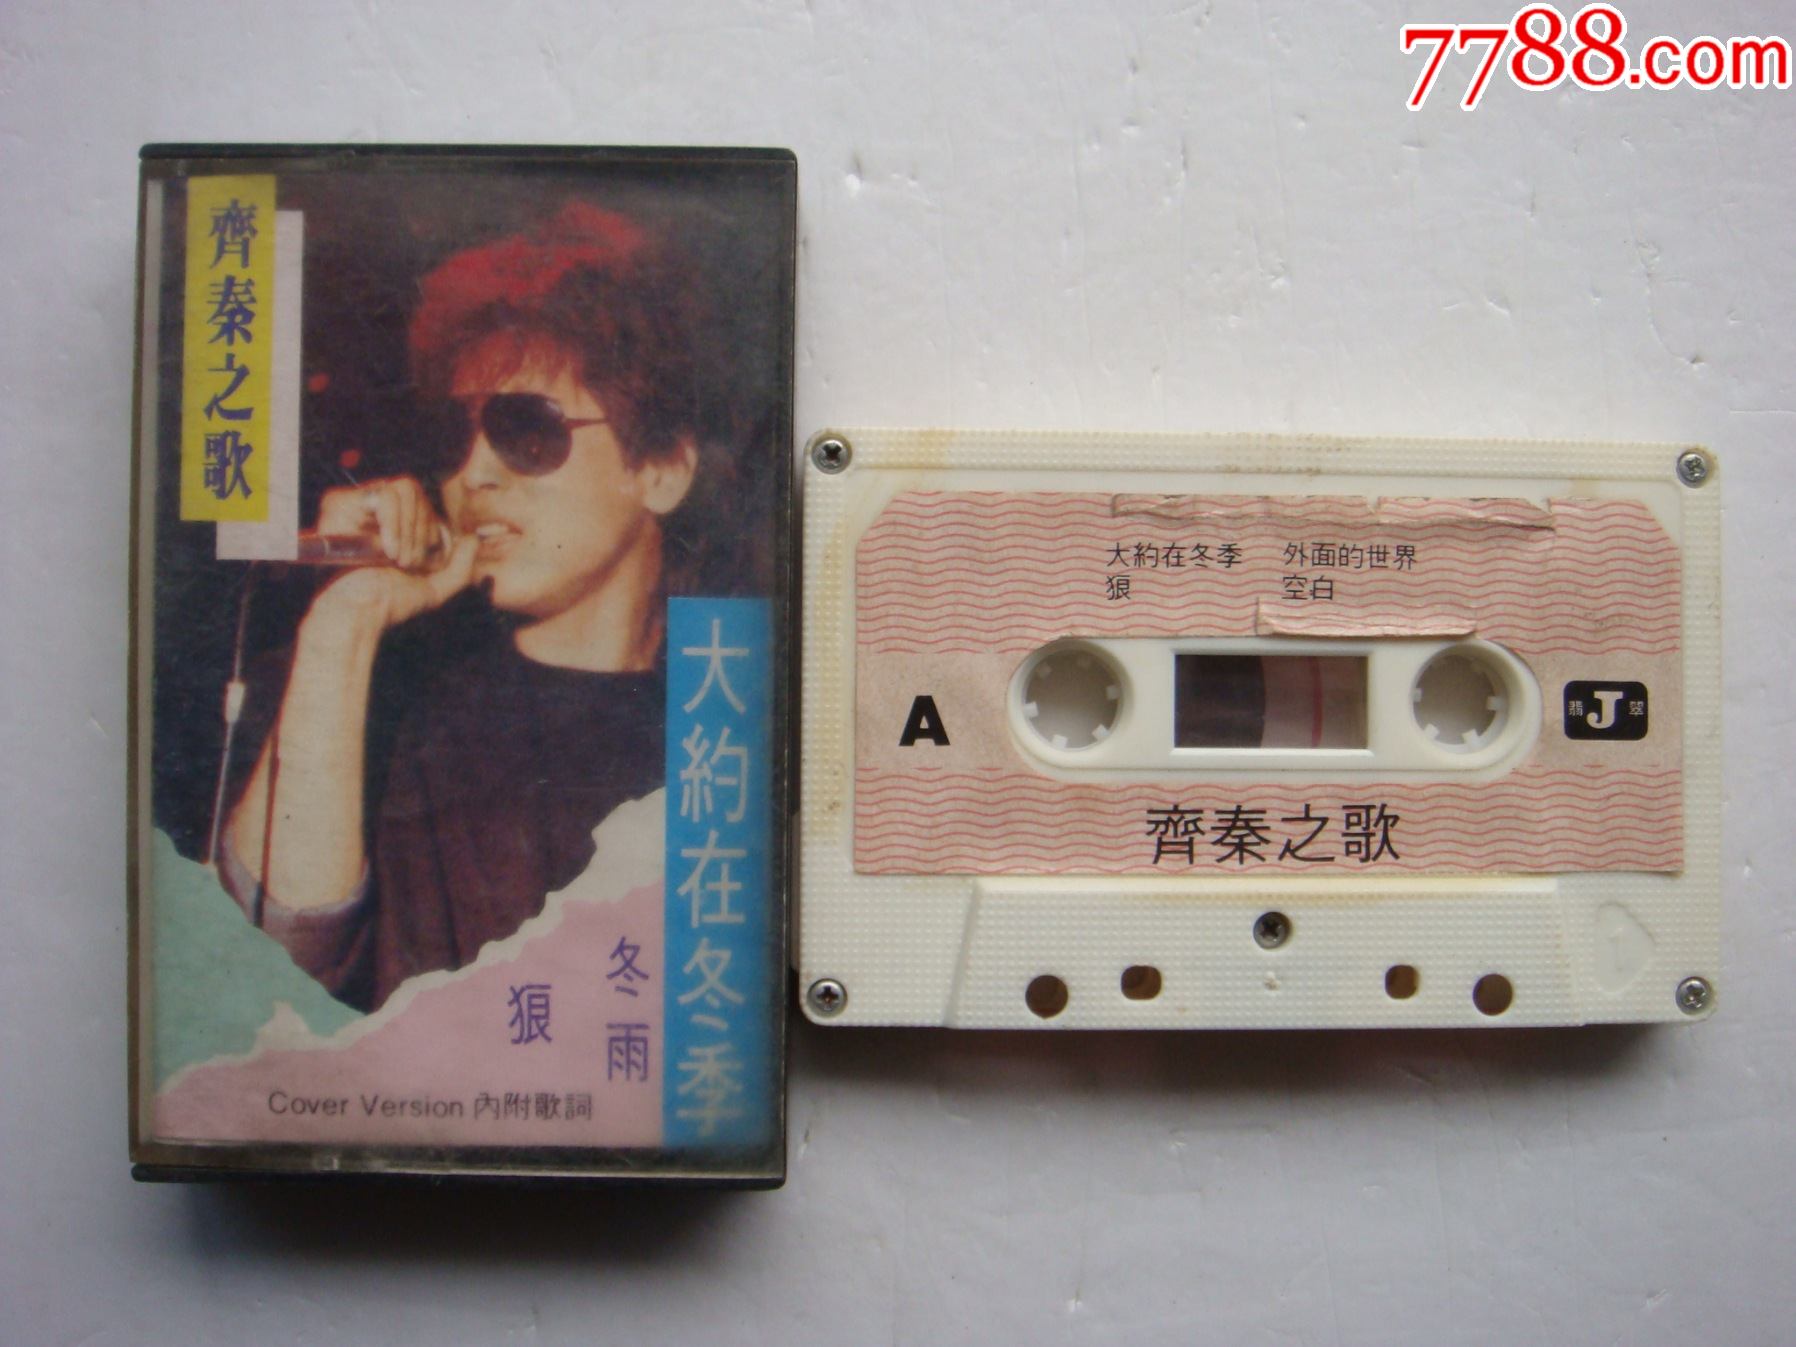 7788.com
齊秦之歌
大約在冬季
冬雨
狼
Cover Version 內附歌詞
大約在冬季 外面的世界
狼 空白
A
翡J翠
齊秦之歌
1